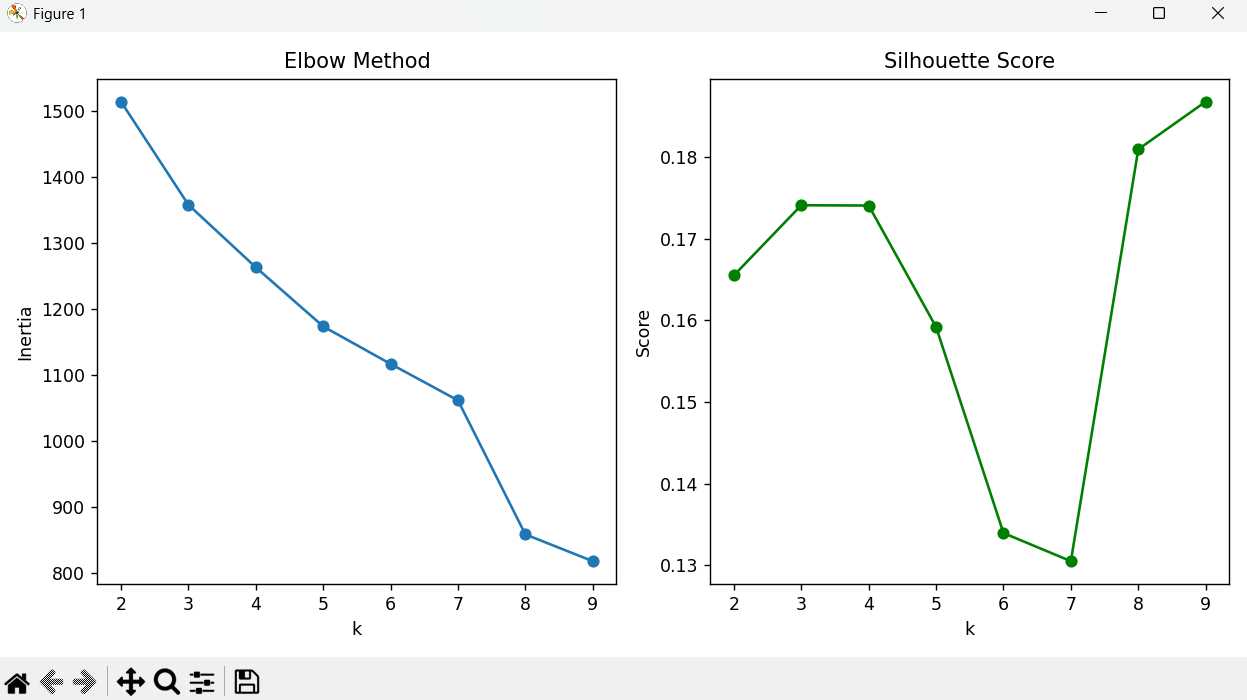 Figure 1
Elbow Method
1500
1400
1300
1200
1100
1000
900
800
Inertia
2 3 4 5 6 7 8 9
k
Silhouette Score
0.18
0.17
0.16
0.15
0.14
0.13
Score
2 3 4 5 6 7 8 9
k